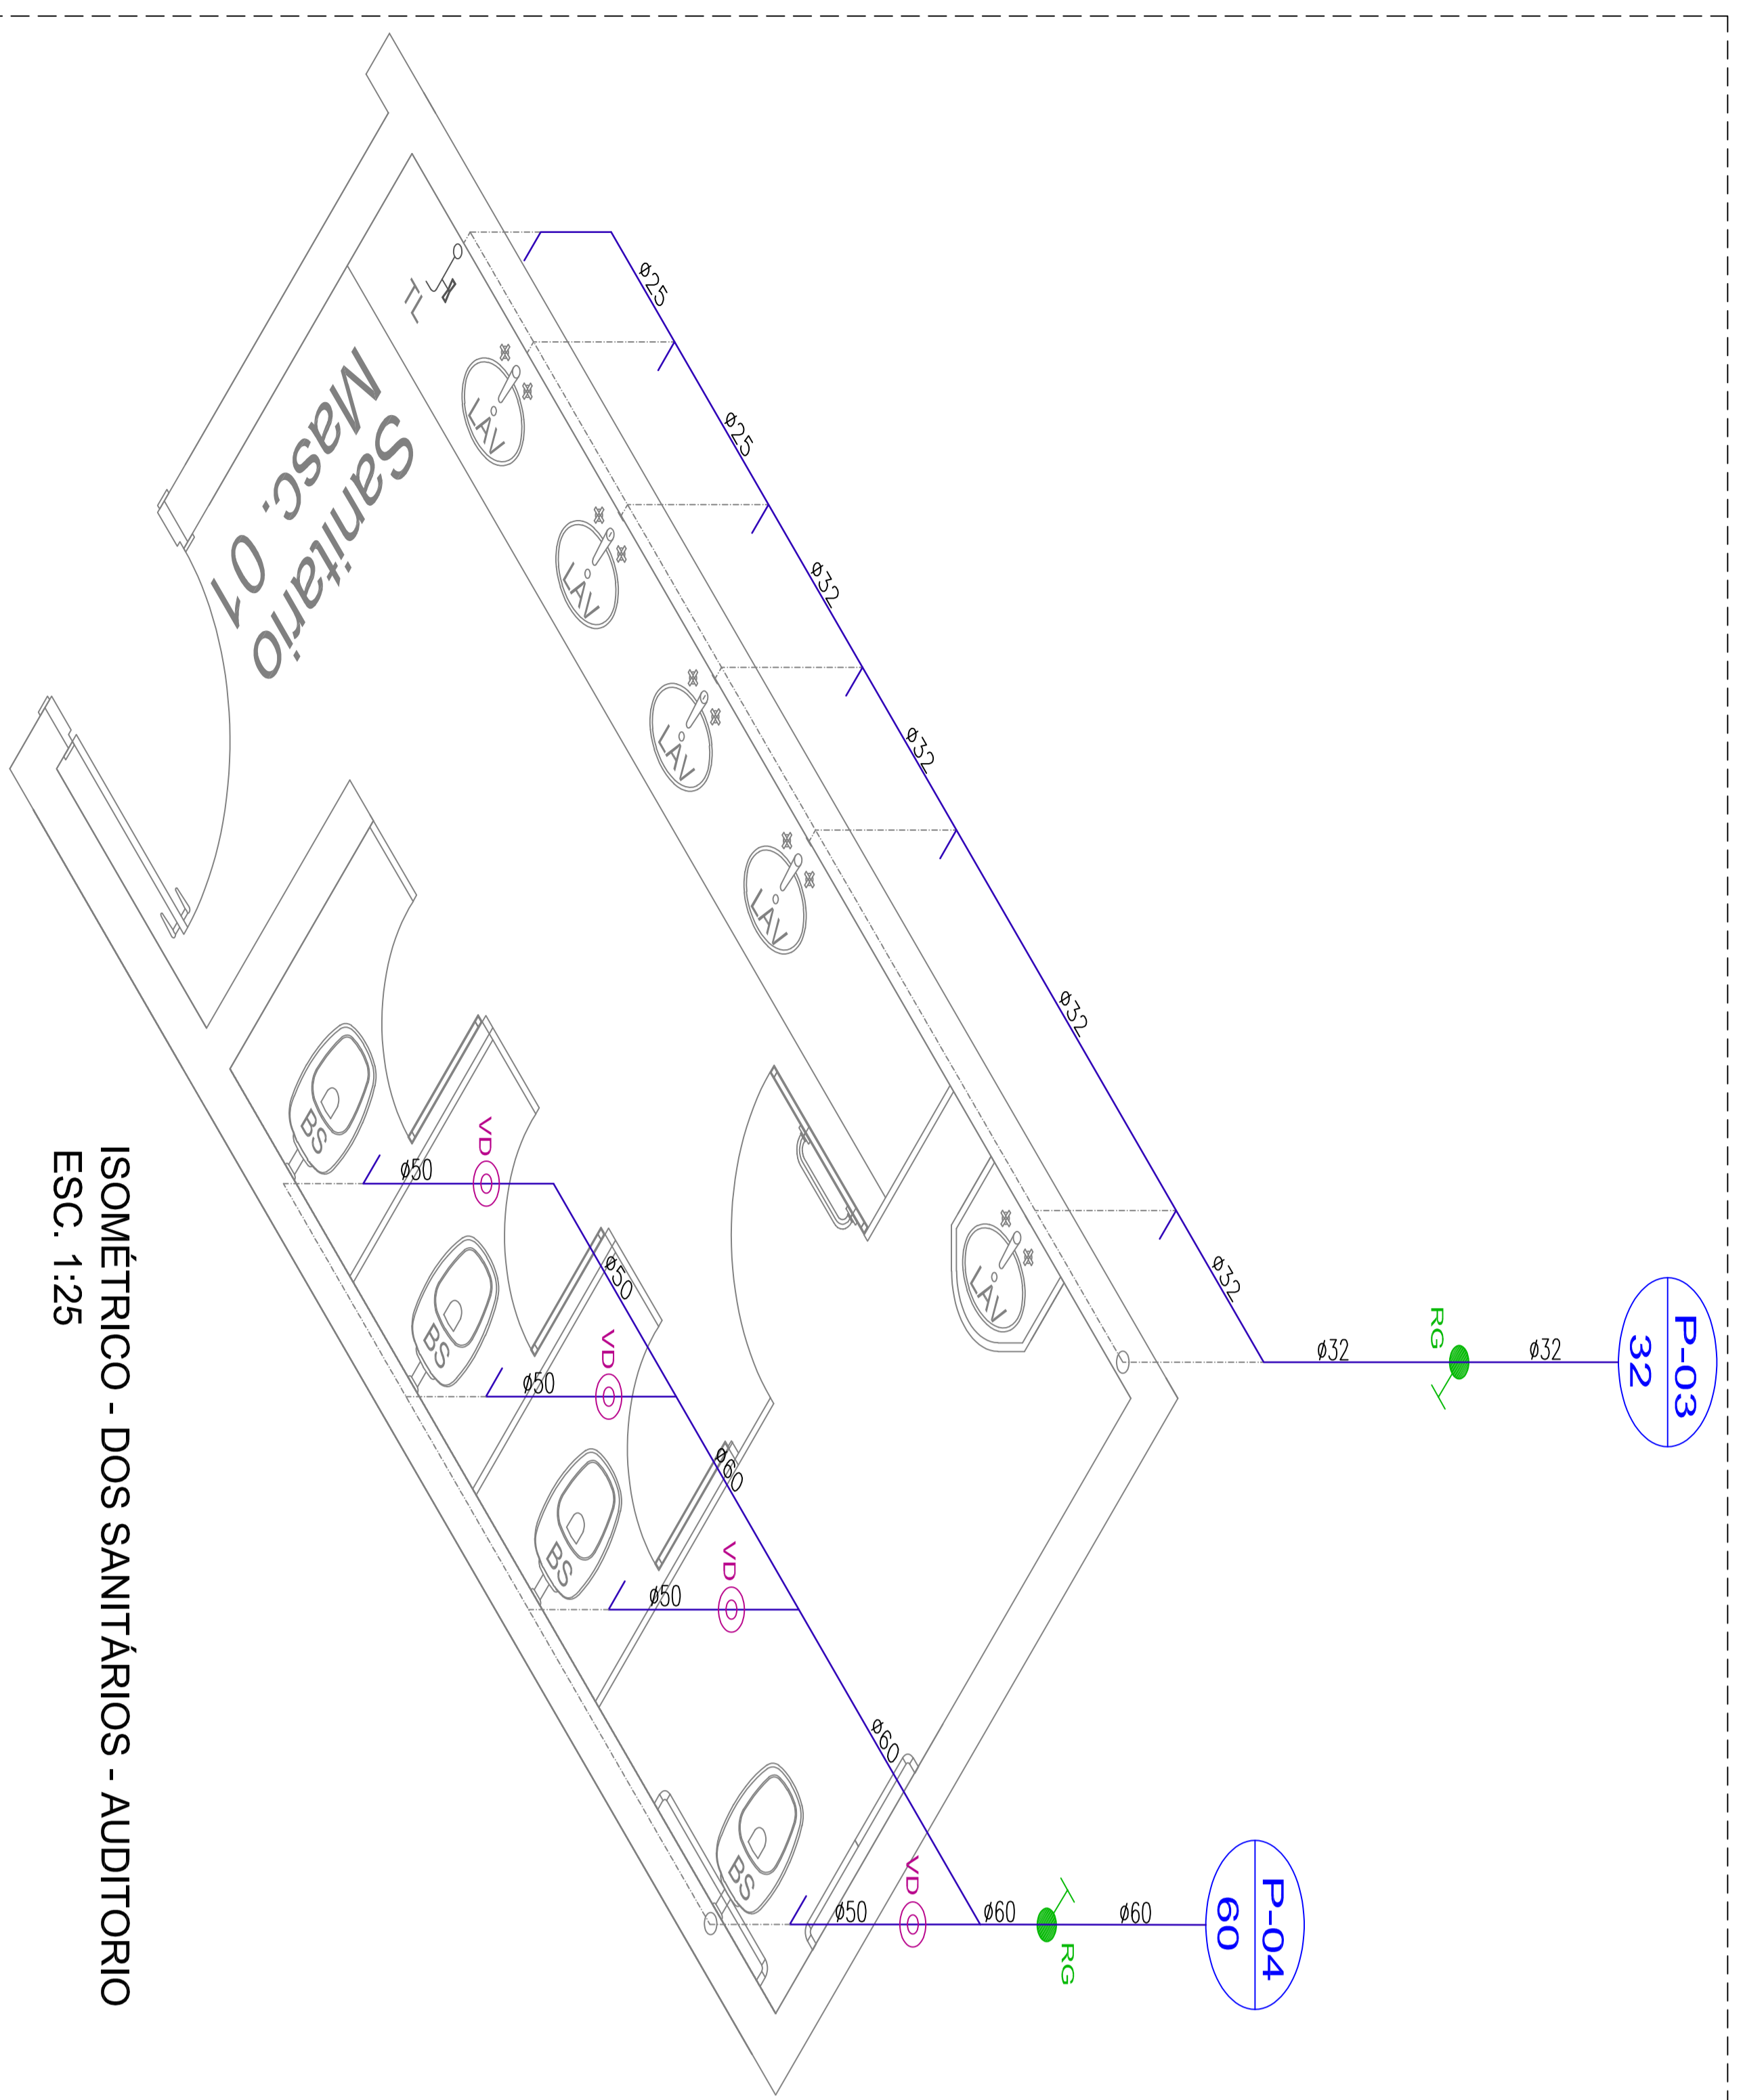 P-03
32
RG
ø32
ø32
ø32
ø32
ø32
ø32
ø25
ø25
TL
LAV
LAV
LAV
LAV
LAV
Sanitario
Masc. 01
P-04
60
RG
ø60
ø60
ø60
ø60
ø50
VD
ø50
VD
ø50
VD
ø50
VD
ø50
BS
BS
BS
BS
ISOMÉTRICO - DOS SANITÁRIOS - AUDITORIO
ESC. 1:25